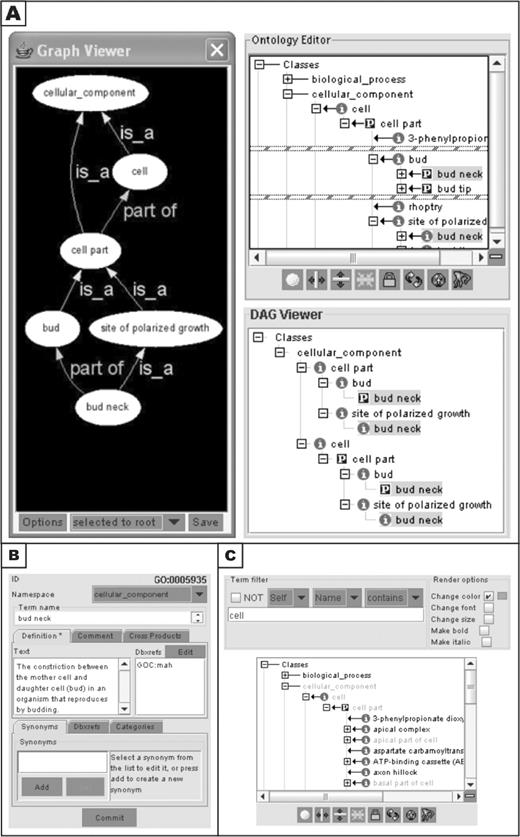 A
Graph Viewer
cellular_component
is_a
cell
is_a
part of
cell part
is_a
is_a
bud
site of polarized growth
part of
is_a
bud neck
Options
selected to root
Save
Ontology Editor
Classes
biological_process
cellular_component
cell
cell part
3-phenylpropion
bud
bud neck
bud tip
rhoptry
site of polarized
bud neck
DAG Viewer
Classes
cellular_component
cell part
bud
bud neck
site of polarized growth
bud neck
cell
cell part
bud
bud neck
site of polarized growth
bud neck
B
ID GO:0005935
Namespace cellular_component
Term name
bud neck
Definition * Comment Cross Products
Text Dbxrefs Edit
The constriction between
the mother cell and
daughter cell (bud) in an
organism that reproduces
by budding.
GOC:mah
Synonyms Dbxrefs Categories
Synonyms
Select a synonym from
the list to edit it, or press
add to create a new
synonym
Add
Commit
C
Term filter
NOT Self Name contains
cell
Render options
Change color
Change font
Change size
Make bold
Make italic
Classes
biological_process
cellular_component
cell
cell part
3-phenylpropionate dioxy
apical complex
apical part of cell
aspartate carbamoyltrans
ATP-binding cassette (AB
axon hillock
basal part of cell